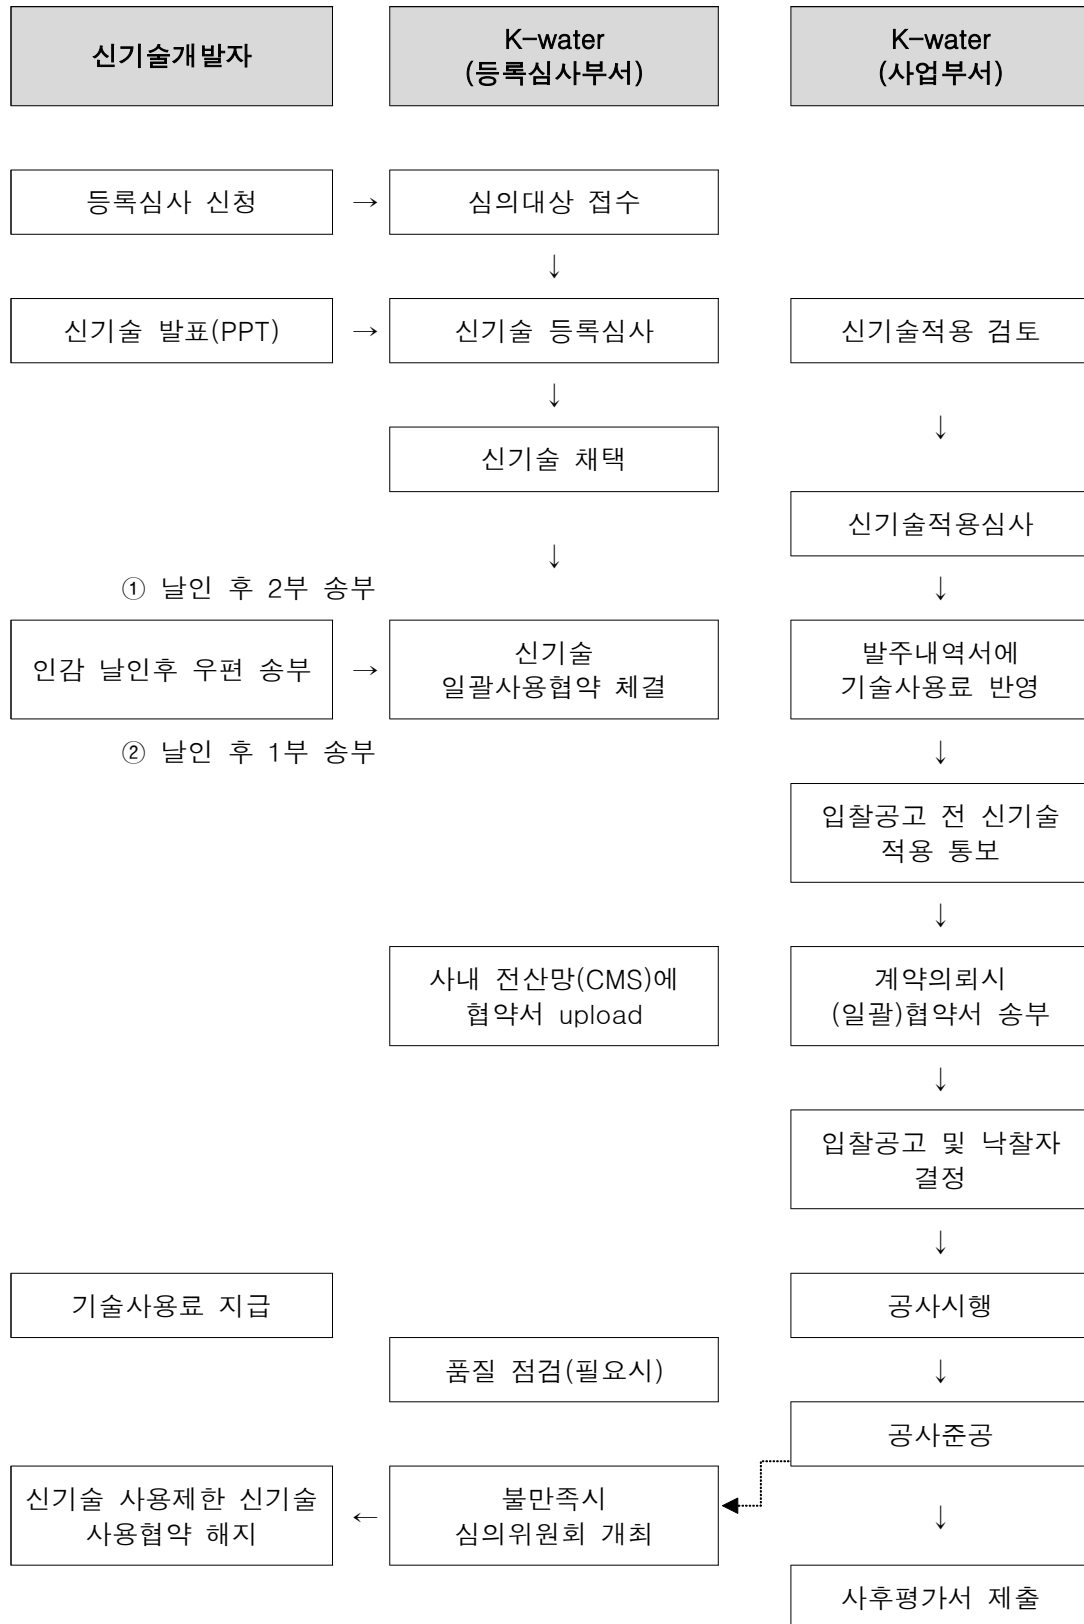 신기술개발자
K-water
(등록심사부서)
K-water
(사업부서)
등록심사 신청
→
심의대상 접수
↓
신기술 발표(PPT)
→
신기술 등록심사
신기술적용 검토
↓
↓
신기술 채택
신기술적용심사
↓
① 날인 후 2부 송부
↓
인감 날인후 우편 송부
→
신기술
일괄사용협약 체결
발주내역서에
기술사용료 반영
② 날인 후 1부 송부
↓
입찰공고 전 신기술
적용 통보
↓
사내 전산망(CMS)에
협약서 upload
계약의뢰시
(일괄)협약서 송부
↓
입찰공고 및 낙찰자
결정
↓
기술사용료 지급
공사시행
품질 점검(필요시)
↓
공사준공
신기술 사용제한 신기술
사용협약 해지
←
불만족시
심의위원회 개최
↓
사후평가서 제출